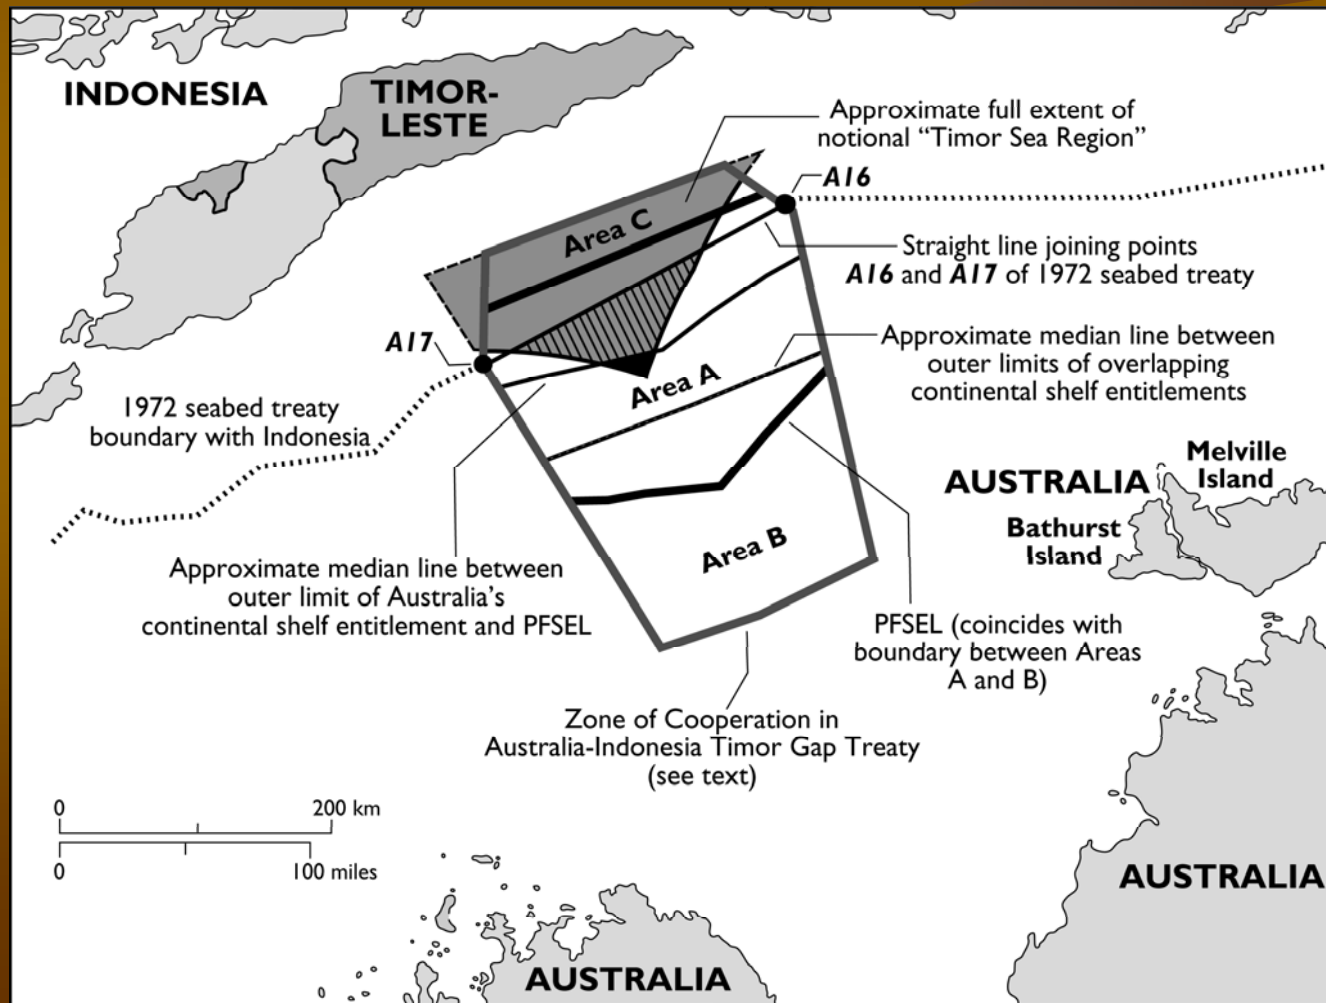 INDONESIA
TIMOR-
LESTE
Approximate full extent of
notional “Timor Sea Region”
A16
Area C
Straight line joining points
A16 and A17 of 1972 seabed treaty
A17
Approximate median line between
outer limits of overlapping
continental shelf entitlements
Area A
1972 seabed treaty
boundary with Indonesia
Melville
Island
AUSTRALIA
Bathurst
Island
Area B
Approximate median line between
outer limit of Australia’s
continental shelf entitlement and PFSEL
PFSEL (coincides with
boundary between Areas
A and B)
Zone of Cooperation in
Australia-Indonesia Timor Gap Treaty
(see text)
0 200 km
0 100 miles
AUSTRALIA
AUSTRALIA